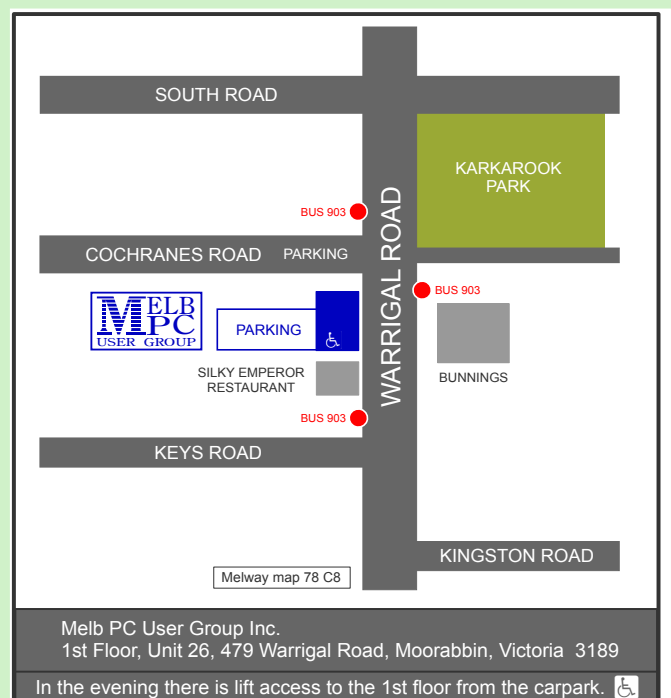 SOUTH ROAD
KARKAROOK
PARK
BUS 903
WARRIGAL ROAD
COCHRANES ROAD
PARKING
BUS 903
MELB
PC
USER GROUP
PARKING
SILKY EMPEROR
RESTAURANT
BUNNINGS
BUS 903
KEYS ROAD
KINGSTON ROAD
Melway map 78 C8
Melb PC User Group Inc.
1st Floor, Unit 26, 479 Warrigal Road, Moorabbin, Victoria 3189
In the evening there is lift access to the 1st floor from the carpark.